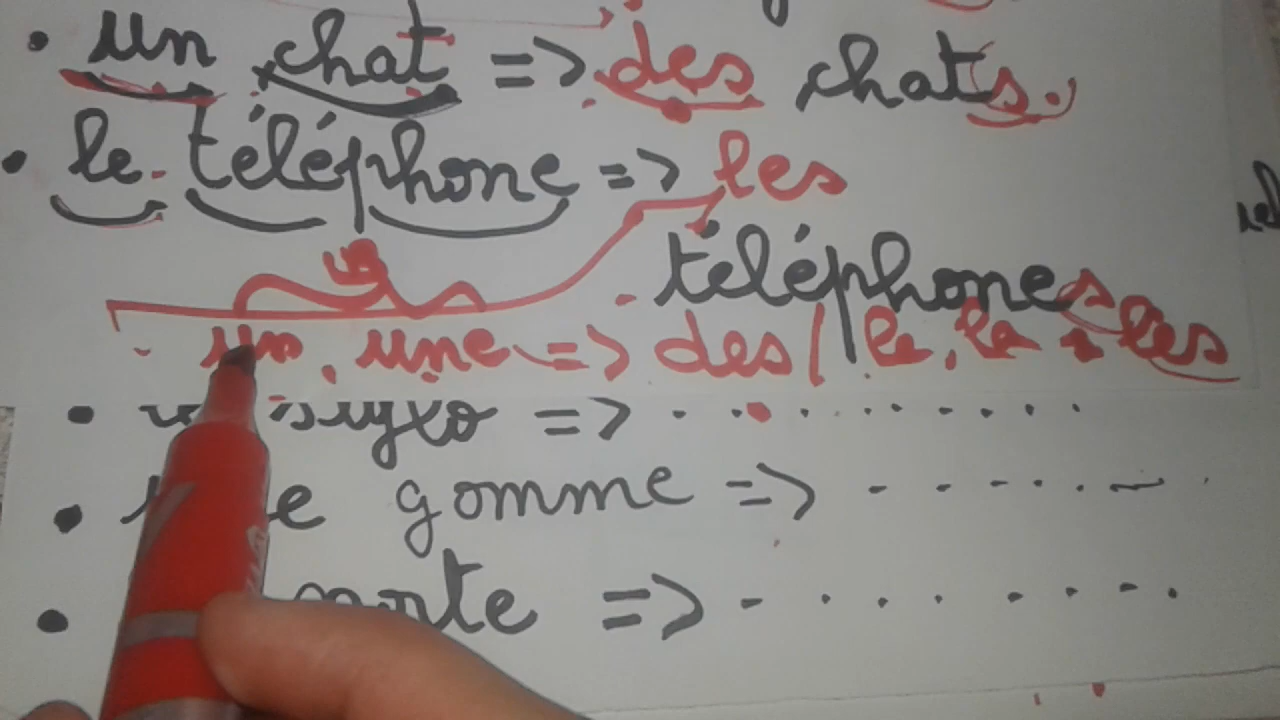 • un chat => des chats.
• le téléphone => les
téléphones
un, une => des / le, la => les
• stylo => . . . . . . . . .
• gomme => - - - - . - .
• porte => - . . . . . .